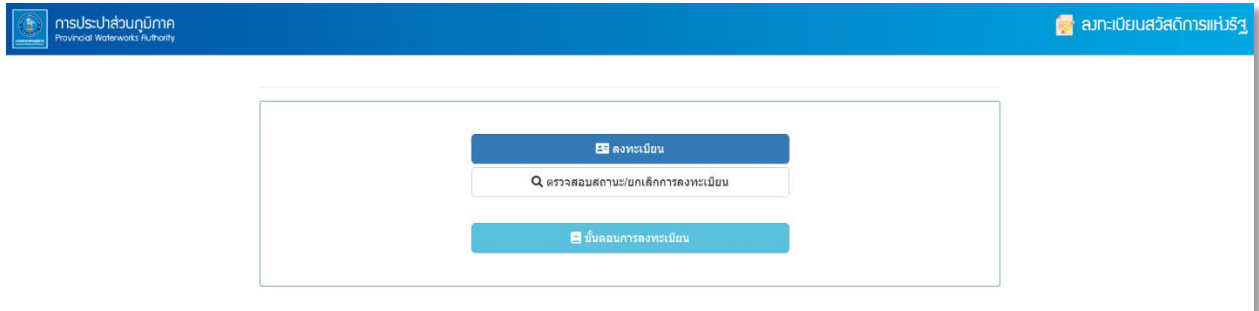 การประปาส่วนภูมิภาค
Provincial Waterworks Authority
ลงทะเบียนสวัสดิการแห่งรัฐ
ลงทะเบียน
ตรวจสอบสถานะ/ยกเลิกการลงทะเบียน
ขั้นตอนการลงทะเบียน